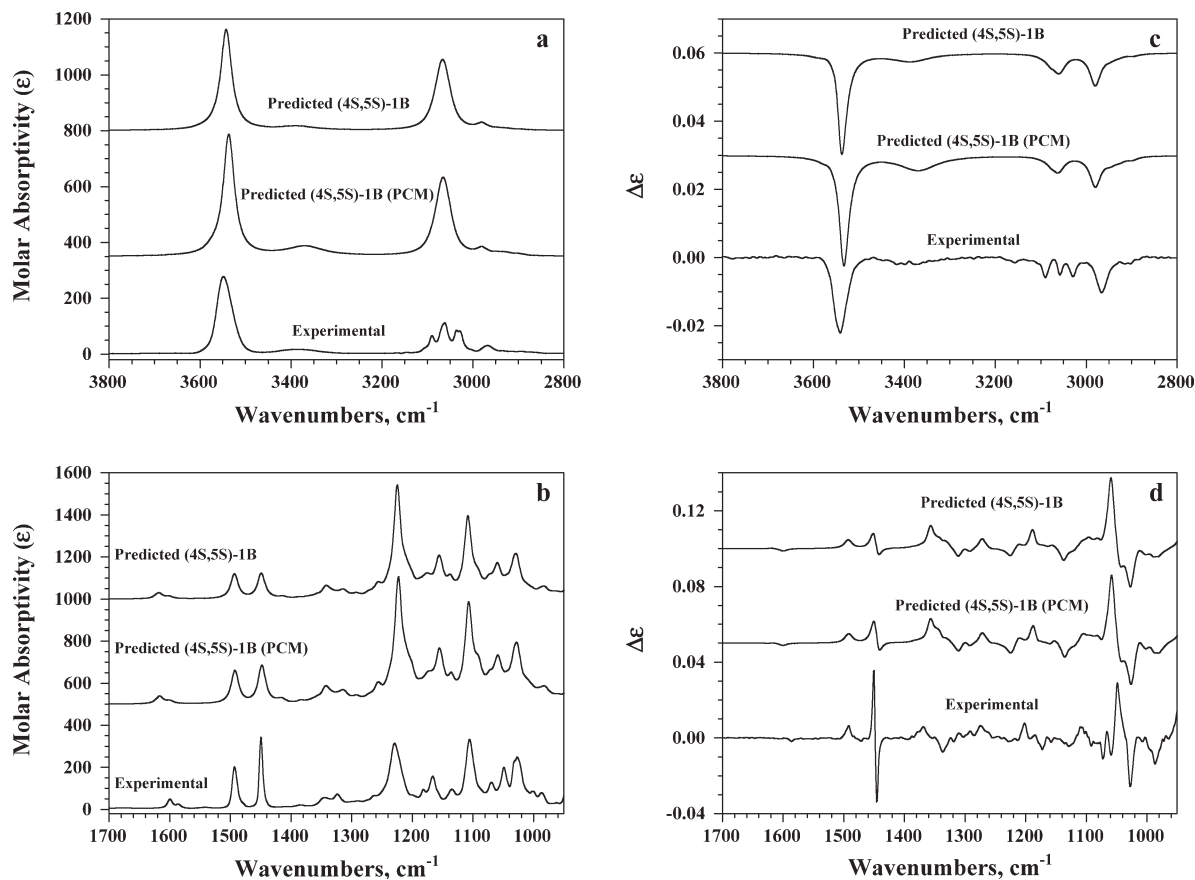 a
1200
1000
800
600
400
200
0
Molar Absorptivity (ε)
Predicted (4S,5S)-1B
Predicted (4S,5S)-1B (PCM)
Experimental
3800 3600 3400 3200 3000 2800
Wavenumbers, cm-1
c
0.06
0.04
0.02
0.00
-0.02
Δε
Predicted (4S,5S)-1B
Predicted (4S,5S)-1B (PCM)
Experimental
3800 3600 3400 3200 3000 2800
Wavenumbers, cm-1
b
1600
1400
1200
1000
800
600
400
200
0
Molar Absorptivity (ε)
Predicted (4S,5S)-1B
Predicted (4S,5S)-1B (PCM)
Experimental
1700 1600 1500 1400 1300 1200 1100 1000
Wavenumbers, cm-1
d
0.12
0.08
0.04
0.00
-0.04
Δε
Predicted (4S,5S)-1B
Predicted (4S,5S)-1B (PCM)
Experimental
1700 1600 1500 1400 1300 1200 1100 1000
Wavenumbers, cm-1